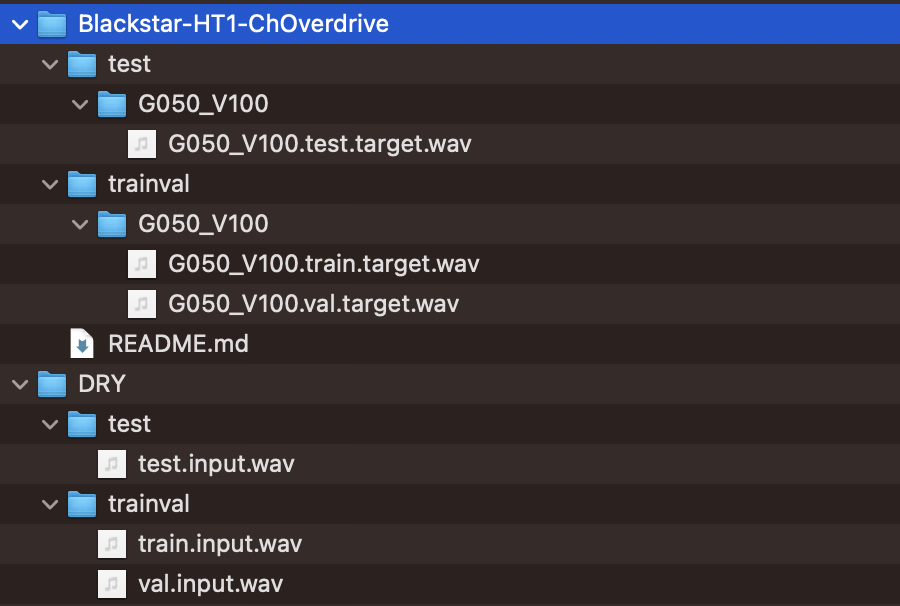 Blackstar-HT1-ChOverdrive
test
G050_V100
G050_V100.test.target.wav
trainval
G050_V100
G050_V100.train.target.wav
G050_V100.val.target.wav
README.md
DRY
test
test.input.wav
trainval
train.input.wav
val.input.wav